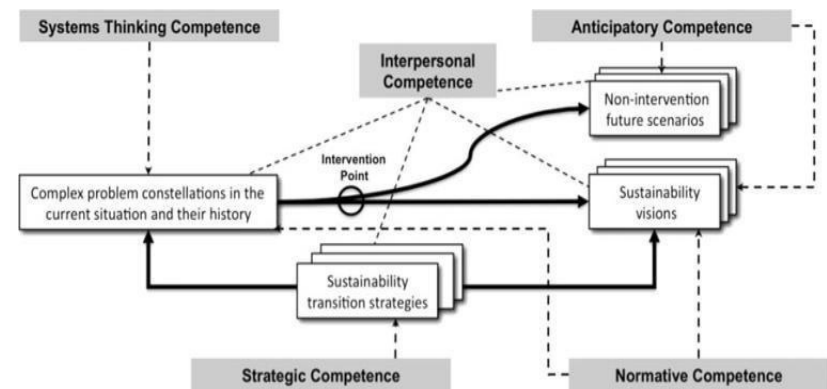 Systems Thinking Competence
Anticipatory Competence
Interpersonal
Competence
Non-intervention
future scenarios
Intervention
Point
Complex problem constellations in the
current situation and their history
Sustainability
visions
Sustainability
transition strategies
Strategic Competence
Normative Competence